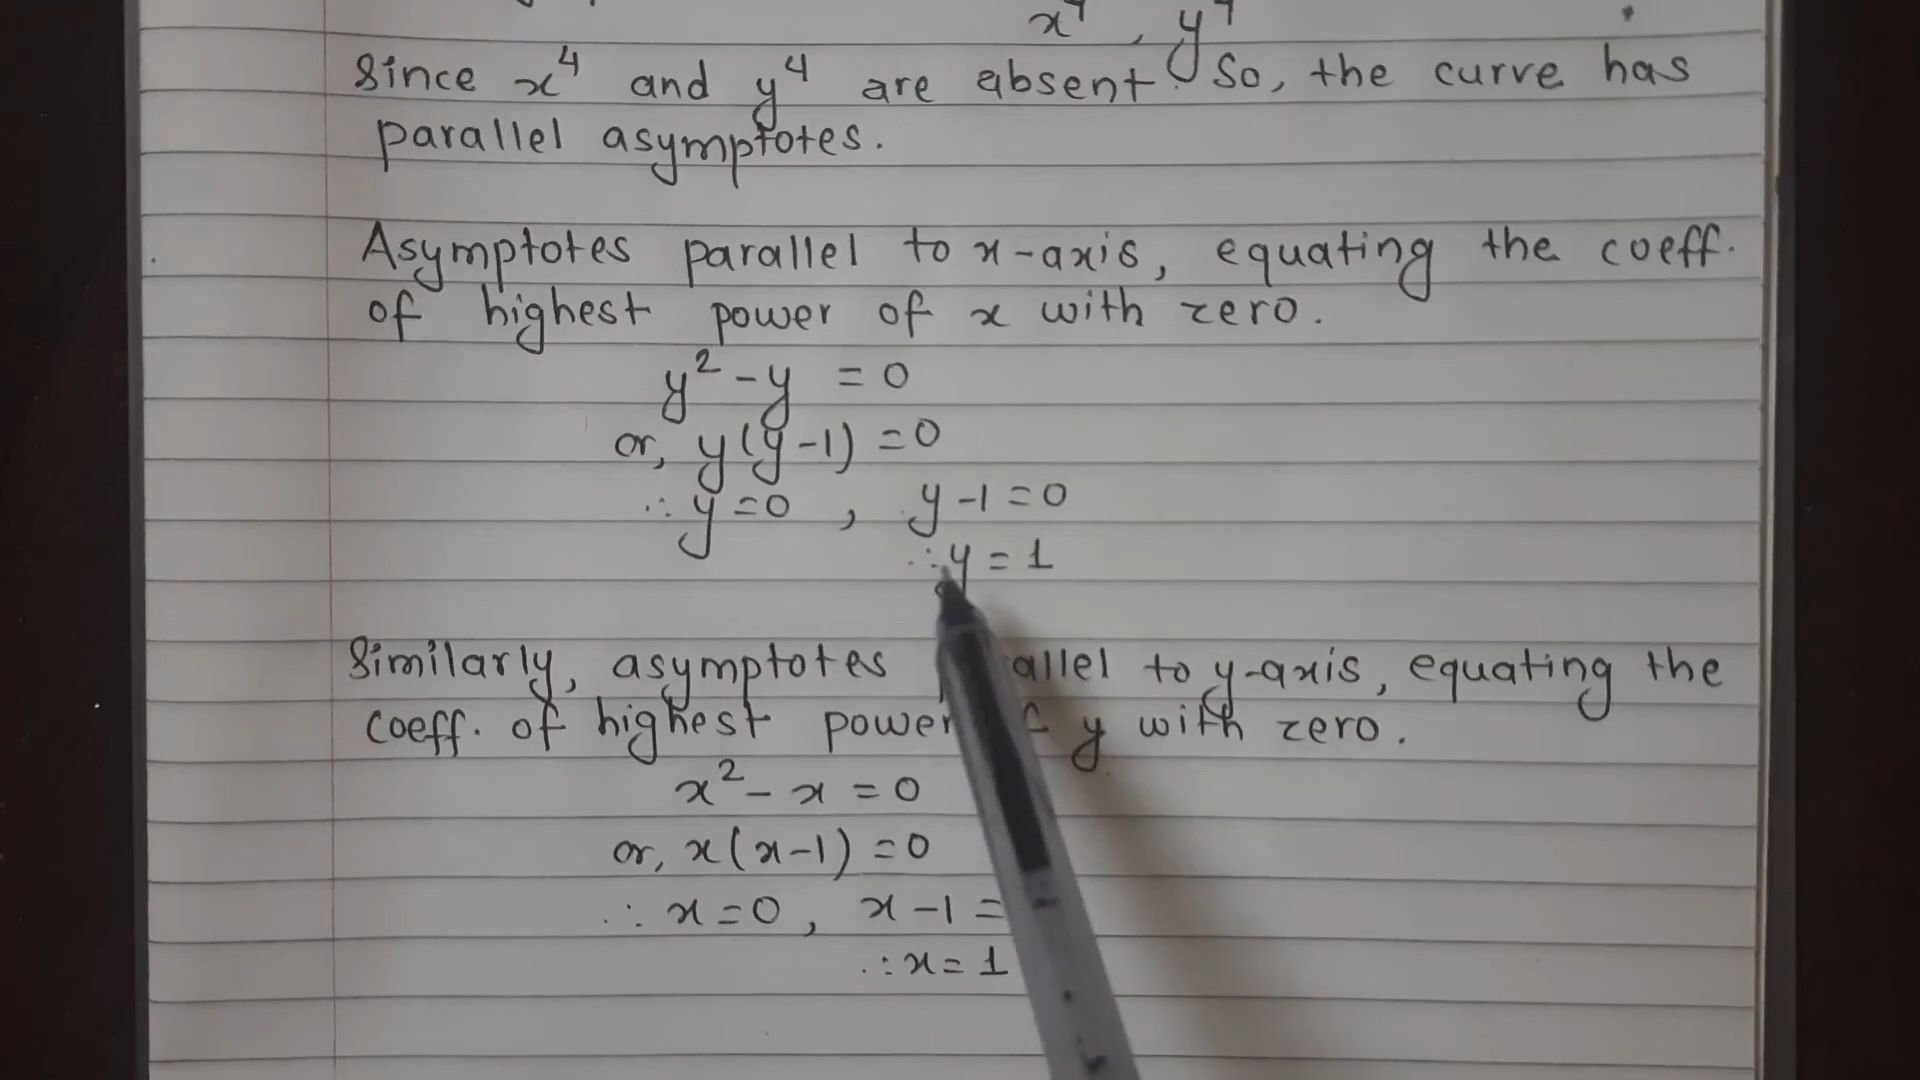 x⁴, y⁴
Since x⁴ and y⁴ are absent. So, the curve has
parallel asymptotes.
Asymptotes parallel to x-axis, equating the coeff.
of highest power of x with zero.
y² - y = 0
or, y(y-1) = 0
∴ y = 0 , y - 1 = 0
∴ y = 1
Similarly, asymptotes allel to y-axis, equating the
coeff. of highest power y with zero.
x² - x = 0
or, x(x-1) = 0
∴ x = 0 , x - 1 =
∴ x = 1